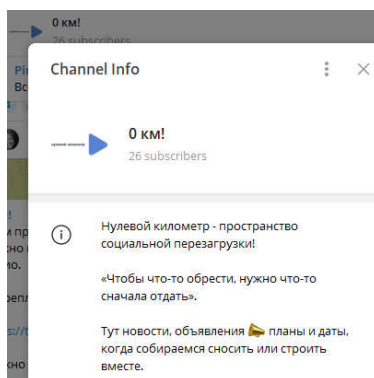 0 км!
26 subscribers
Channel Info
0 км!
26 subscribers
Нулевой километр - пространство
социальной перезагрузки!
«Чтобы что-то обрести, нужно что-то
сначала отдать».
Тут новости, объявления 📣 планы и даты,
когда собираемся сносить или строить
вместе.